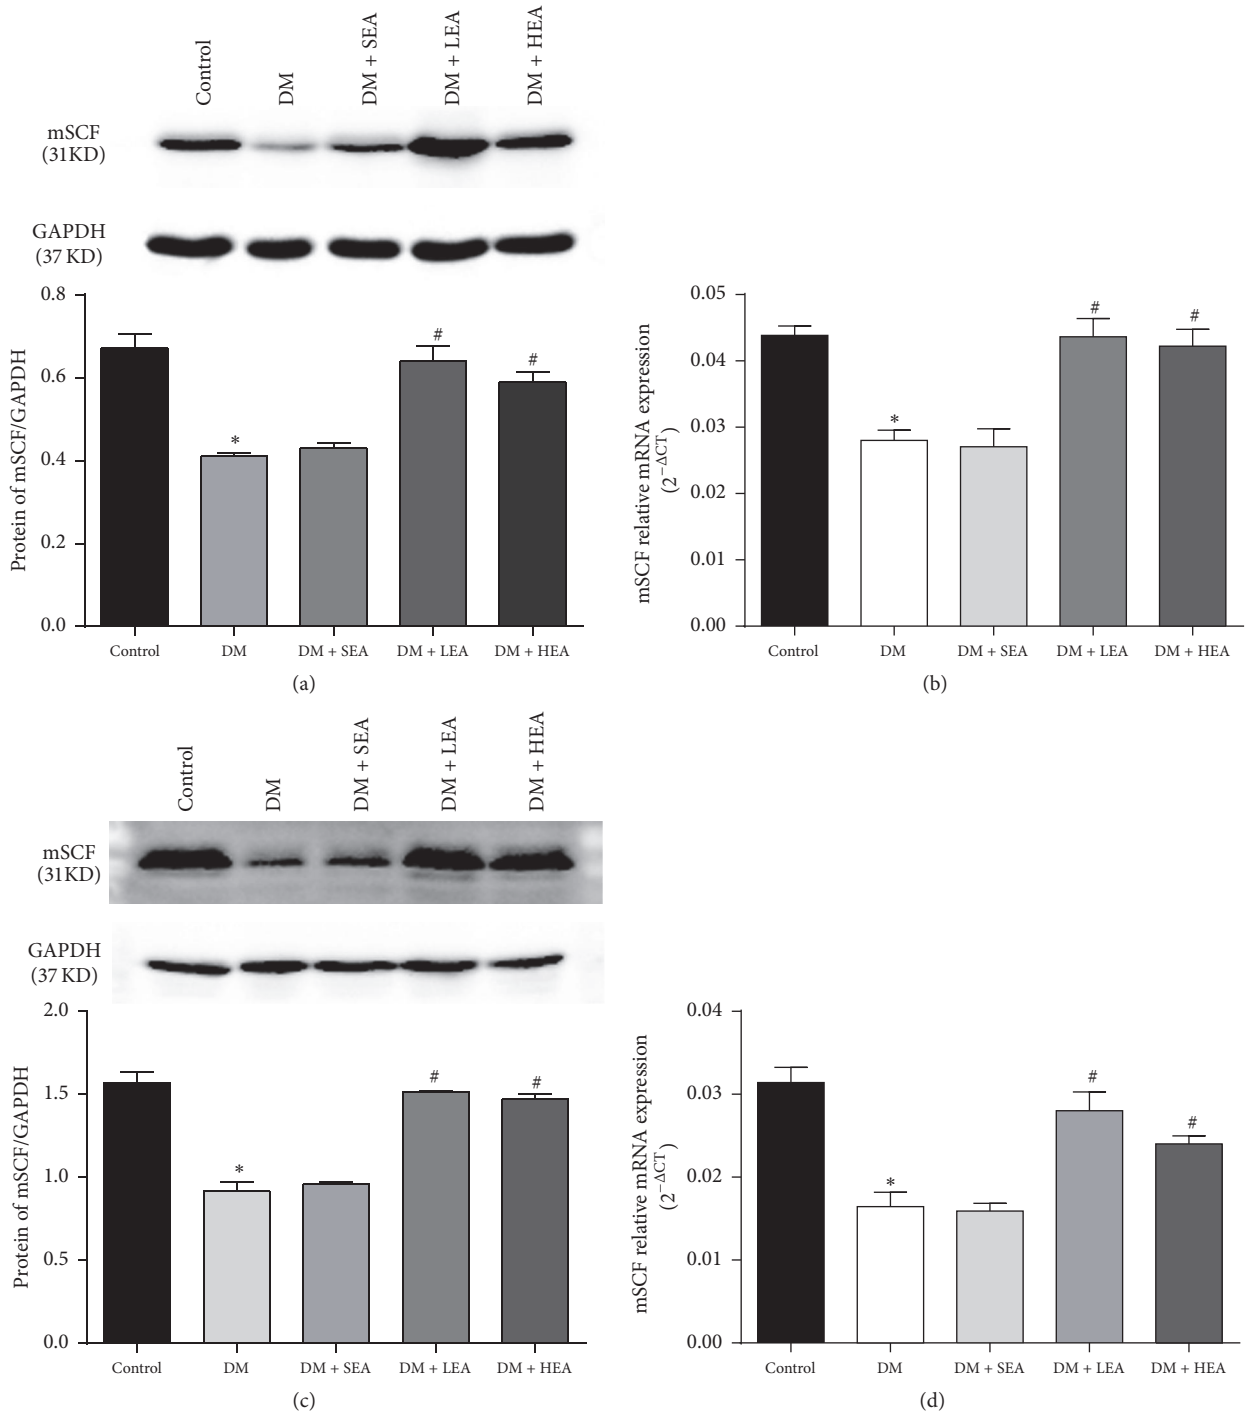 Control
DM
DM + SEA
DM + LEA
DM + HEA
mSCF
(31KD)
GAPDH
(37 KD)
Protein of mSCF/GAPDH
0.8
0.6
0.4
0.2
0.0
Control
DM
DM + SEA
DM + LEA
DM + HEA
*
#
#
(a)
mSCF relative mRNA expression
(2^−ΔCT)
0.05
0.04
0.03
0.02
0.01
0.00
Control
DM
DM + SEA
DM + LEA
DM + HEA
*
#
#
(b)
Control
DM
DM + SEA
DM + LEA
DM + HEA
mSCF
(31KD)
GAPDH
(37 KD)
Protein of mSCF/GAPDH
2.0
1.5
1.0
0.5
0.0
Control
DM
DM + SEA
DM + LEA
DM + HEA
*
#
#
(c)
mSCF relative mRNA expression
(2^−ΔCT)
0.04
0.03
0.02
0.01
0.00
Control
DM
DM + SEA
DM + LEA
DM + HEA
*
#
#
(d)